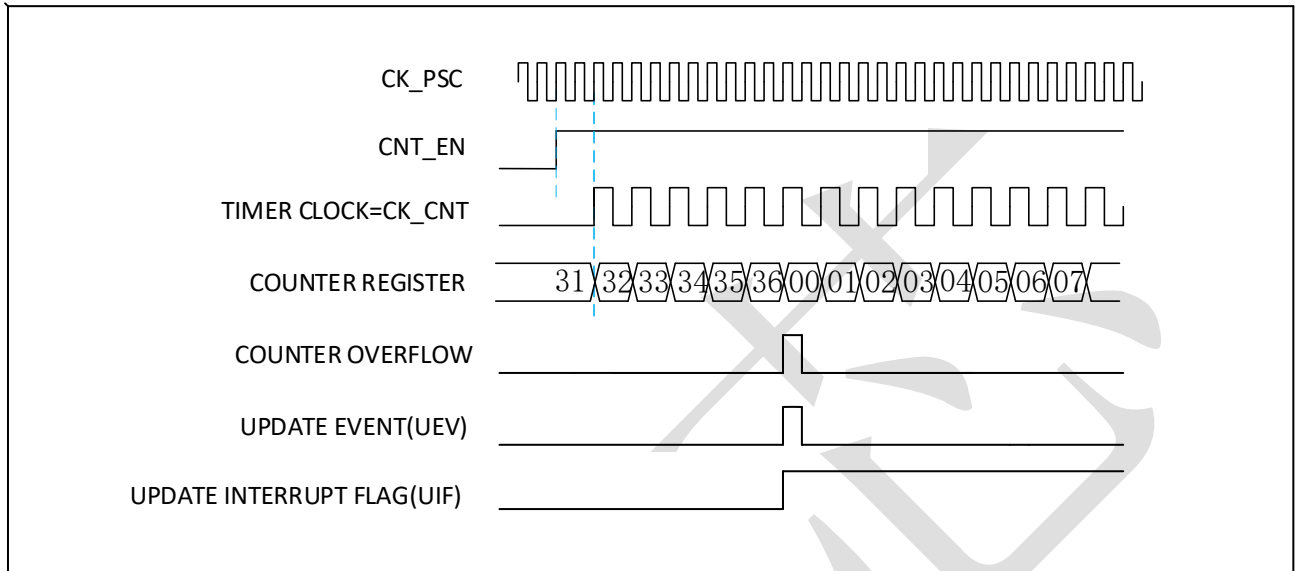 CK_PSC
CNT_EN
TIMER CLOCK=CK_CNT
COUNTER REGISTER 31 32 33 34 35 36 00 01 02 03 04 05 06 07
COUNTER OVERFLOW
UPDATE EVENT(UEV)
UPDATE INTERRUPT FLAG(UIF)